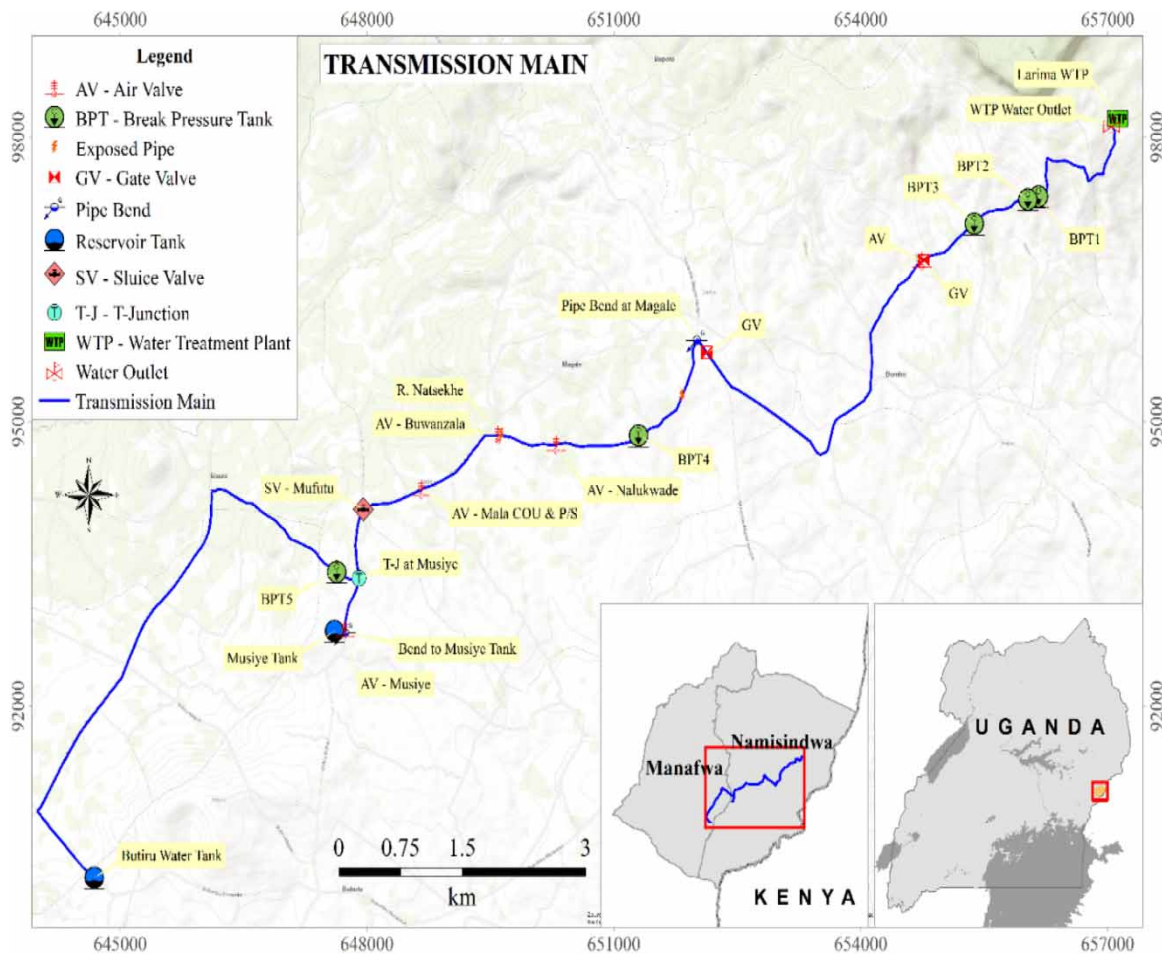 645000 648000 651000 654000 657000
TRANSMISSION MAIN
Legend
AV - Air Valve
BPT - Break Pressure Tank
Exposed Pipe
GV - Gate Valve
Pipe Bend
Reservoir Tank
SV - Sluice Valve
T-J - T-Junction
T
WTP - Water Treatment Plant
WTP
Water Outlet
Transmission Main
98000
98000
95000
95000
92000
92000
Larima WTP
WTP Water Outlet
WTP
BPT2
BPT3
BPT1
AV
GV
Pipe Bend at Magale
GV
R. Natsekhe
AV - Buwanzala
BPT4
AV - Nalukwade
SV - Mufutu
AV - Mala COU & P/S
T-J at Musiye
T
BPT5
Musiye Tank
Bend to Musiye Tank
AV - Musiye
Butiru Water Tank
0 0.75 1.5 3
km
Namisindwa
Manafwa
KENYA
UGANDA
645000 648000 651000 654000 657000